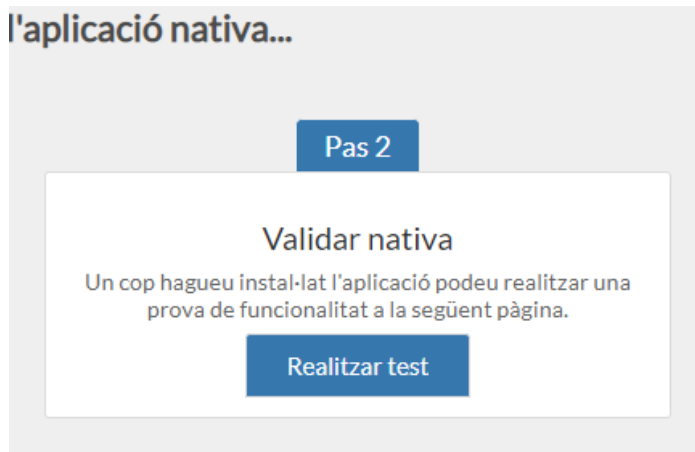 l'aplicació nativa...
Pas 2
Validar nativa
Un cop hagueu instal·lat l'aplicació podeu realitzar una
prova de funcionalitat a la següent pàgina.
Realitzar test